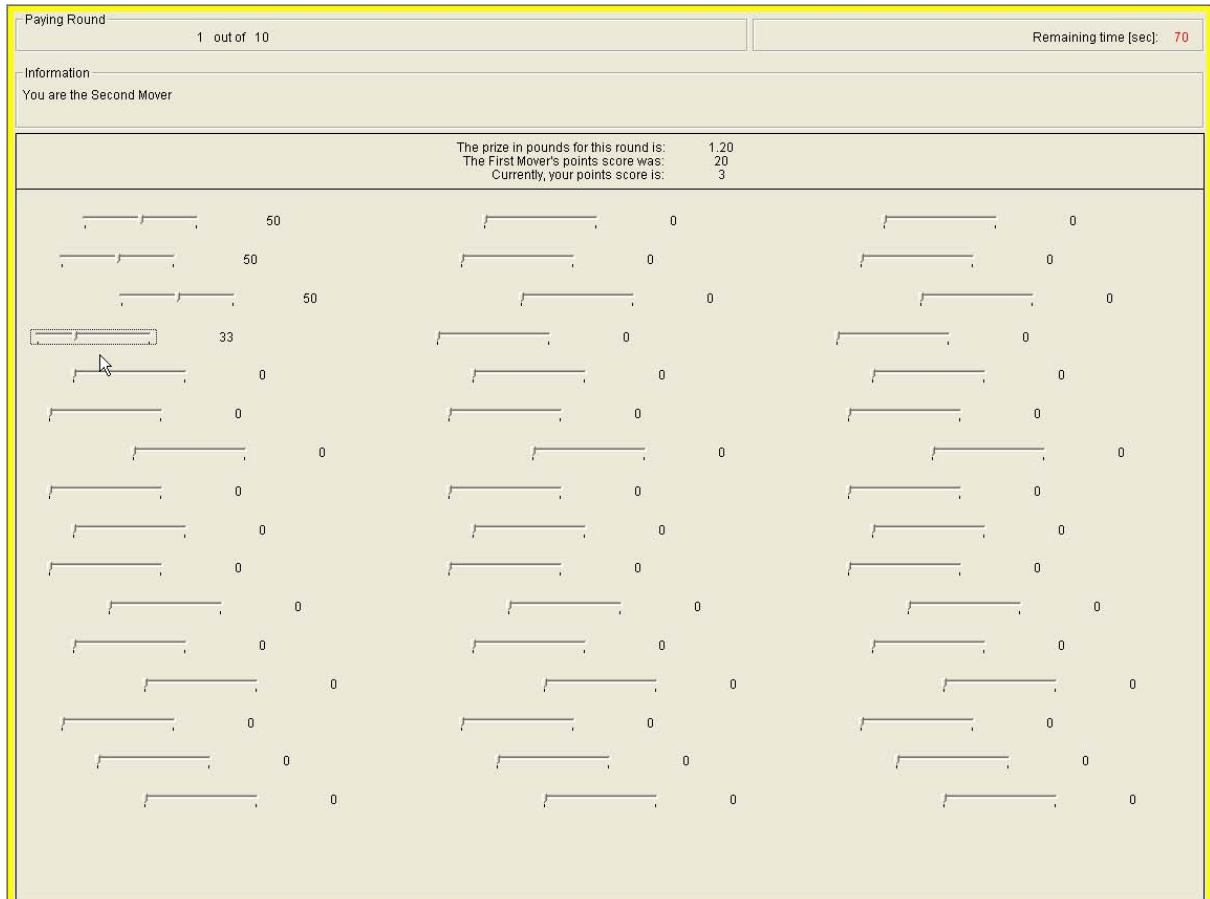 Paying Round
1 out of 10
Remaining time [sec]: 70
Information
You are the Second Mover
The prize in pounds for this round is: 1.20
The First Mover's points score was: 20
Currently, your points score is: 3
50 0 0
50 0 0
50 0 0
33 0 0
0 0 0
0 0 0
0 0 0
0 0 0
0 0 0
0 0 0
0 0 0
0 0 0
0 0 0
0 0 0
0 0 0
0 0 0